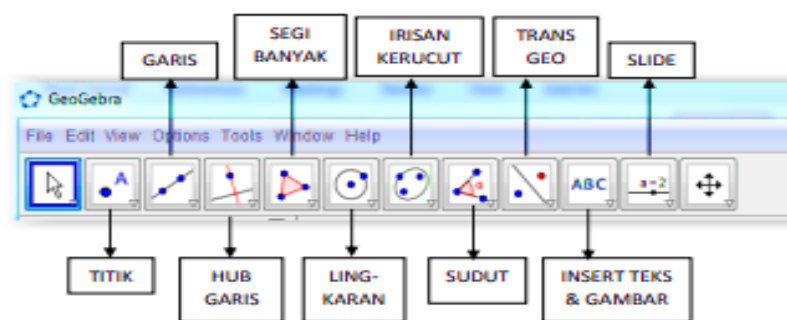 SEGI
BANYAK
IRISAN
KERUCUT
TRANS
GEO
GARIS
SLIDE
GeoGebra
File Edit View Options Tools Window Help
A
α
ABC
a=2
TITIK
HUB
GARIS
LING-
KARAN
SUDUT
INSERT TEKS
& GAMBAR